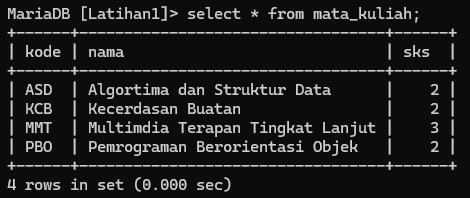 MariaDB [Latihan1]> select * from mata_kuliah;
+------+--------------------------------+------+
| kode | nama                           | sks  |
+------+--------------------------------+------+
| ASD  | Algortima dan Struktur Data    |    2 |
| KCB  | Kecerdasan Buatan              |    2 |
| MMT  | Multimdia Terapan Tingkat Lanjut |    3 |
| PBO  | Pemrograman Berorientasi Objek |    2 |
+------+--------------------------------+------+
4 rows in set (0.000 sec)